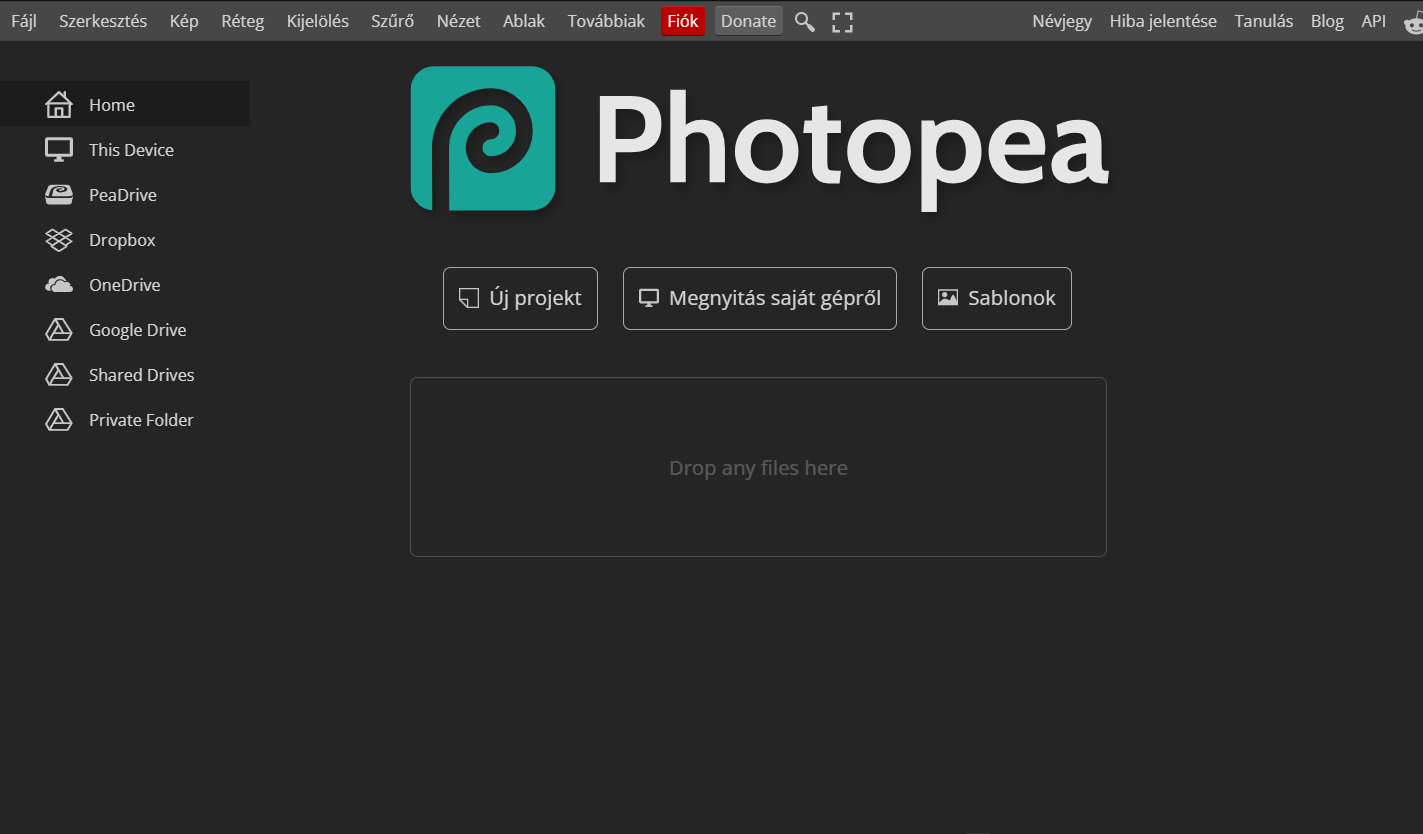 Fájl Szerkesztés Kép Réteg Kijelölés Szűrő Nézet Ablak Továbbiak Fiók Donate Névjegy Hiba jelentése Tanulás Blog API
Home
This Device
PeaDrive
Dropbox
OneDrive
Google Drive
Shared Drives
Private Folder
Photopea
Új projekt Megnyitás saját gépről Sablonok
Drop any files here